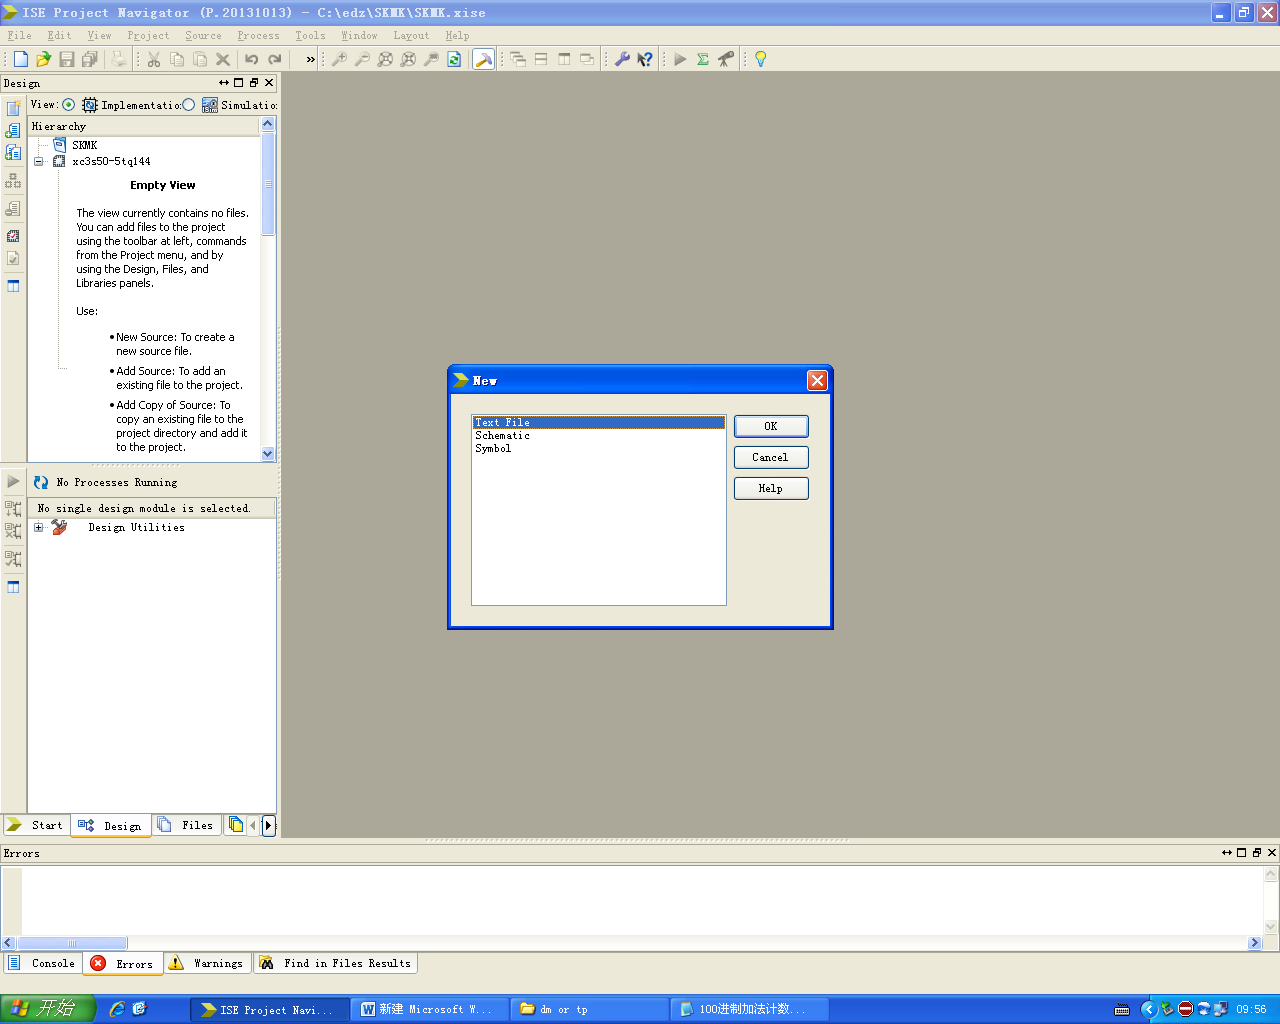 ISE Project Navigator (P.20131013) - C:\edz\SKMK\SKMK.xise
File Edit View Project Source Process Tools Window Layout Help
Design
View: Implementatio Simulatio
Hierarchy
SKMK
xc3s50-5tq144
Empty View
The view currently contains no files.
You can add files to the project
using the toolbar at left, commands
from the Project menu, and by
using the Design, Files, and
Libraries panels.
Use:
• New Source: To create a
new source file.
• Add Source: To add an
existing file to the project.
• Add Copy of Source: To
copy an existing file to the
project directory and add it
to the project.
No Processes Running
No single design module is selected.
Design Utilities
Start Design Files
New
Text File
Schematic
Symbol
OK
Cancel
Help
Errors
Console Errors Warnings Find in Files Results
开始 ISE Project Navi... 新建 Microsoft W... dm or tp 100进制加法计数... 09:56